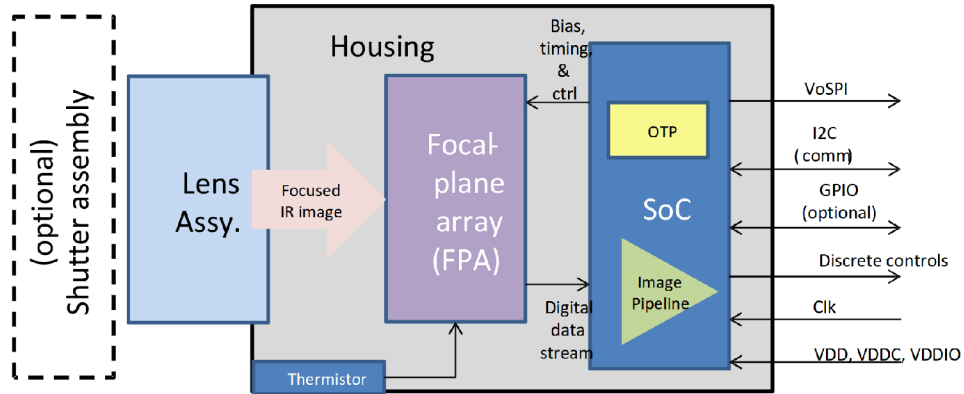 (optional)
Shutter assembly
Lens
Assy.
Housing
Focused
IR image
Focal-
plane
array
(FPA)
Thermistor
Bias,
timing,
&
ctrl
Digital
data
stream
OTP
SoC
Image
Pipeline
VoSPI
I2C
( comm)
GPIO
(optional)
Discrete controls
Clk
VDD, VDDC, VDDIO